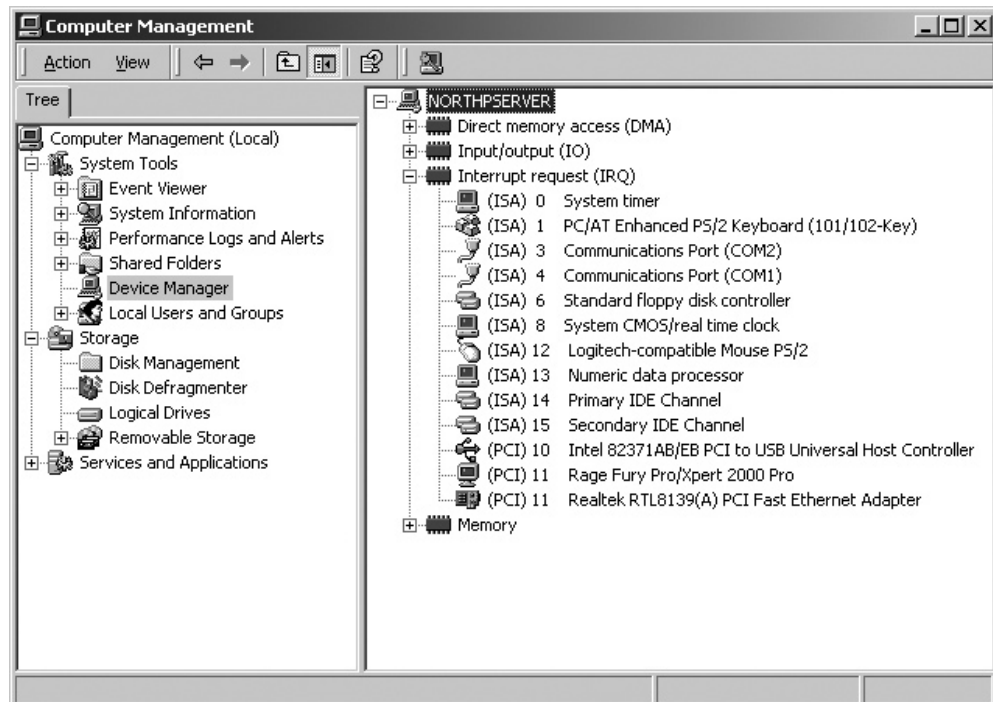 Computer Management
Action View
Tree
Computer Management (Local)
System Tools
Event Viewer
System Information
Performance Logs and Alerts
Shared Folders
Device Manager
Local Users and Groups
Storage
Disk Management
Disk Defragmenter
Logical Drives
Removable Storage
Services and Applications
NORTHPSERVER
Direct memory access (DMA)
Input/output (IO)
Interrupt request (IRQ)
(ISA) 0 System timer
(ISA) 1 PC/AT Enhanced PS/2 Keyboard (101/102-Key)
(ISA) 3 Communications Port (COM2)
(ISA) 4 Communications Port (COM1)
(ISA) 6 Standard floppy disk controller
(ISA) 8 System CMOS/real time clock
(ISA) 12 Logitech-compatible Mouse PS/2
(ISA) 13 Numeric data processor
(ISA) 14 Primary IDE Channel
(ISA) 15 Secondary IDE Channel
(PCI) 10 Intel 82371AB/EB PCI to USB Universal Host Controller
(PCI) 11 Rage Fury Pro/Xpert 2000 Pro
(PCI) 11 Realtek RTL8139(A) PCI Fast Ethernet Adapter
Memory